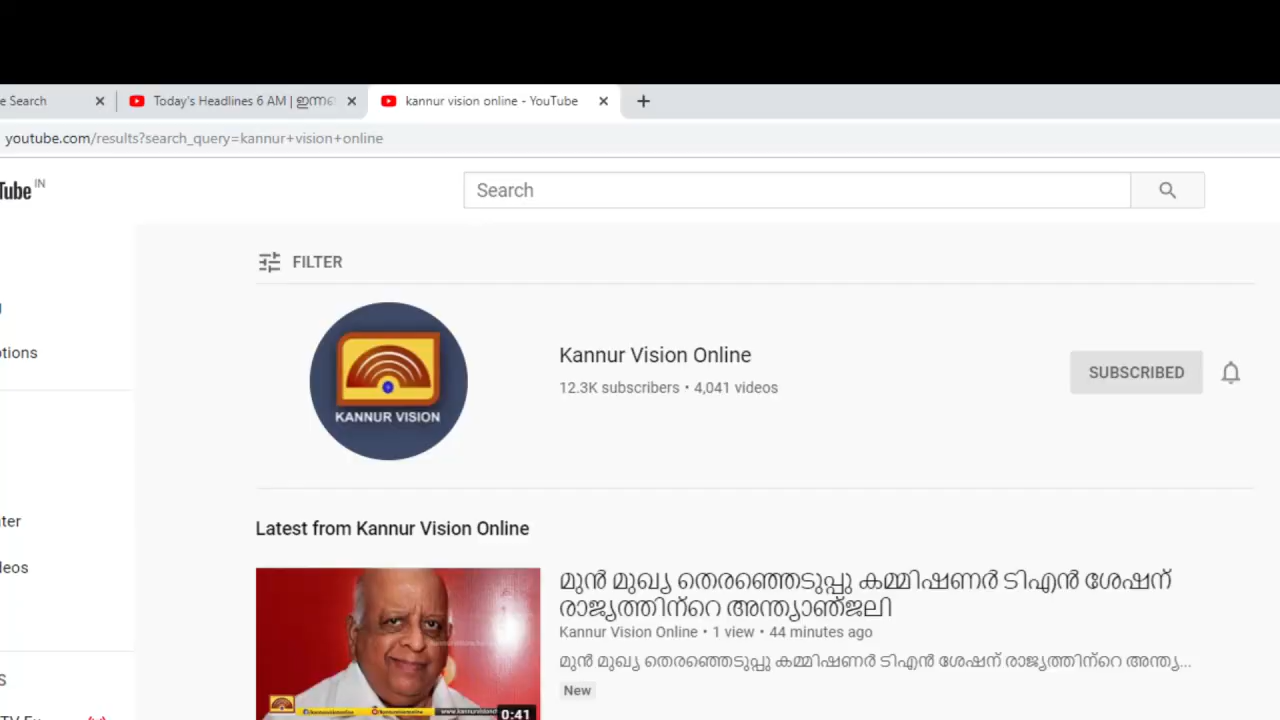 e Search
Today's Headlines 6 AM |
kannur vision online - YouTube
youtube.com/results?search_query=kannur+vision+online
Tube IN
Search
FILTER
KANNUR VISION
Kannur Vision Online
12.3K subscribers • 4,041 videos
SUBSCRIBED
otions
Latest from Kannur Vision Online
മുൻ മുഖ്യ തെരഞ്ഞെടുപ്പു കമ്മിഷണർ ടിഎൻ ശേഷന്
രാജ്യത്തിന്റെ അന്ത്യാഞ്ജലി
Kannur Vision Online • 1 view • 44 minutes ago
മുൻ മുഖ്യ തെരഞ്ഞെടുപ്പു കമ്മിഷണർ ടിഎൻ ശേഷന് രാജ്യത്തിന്റെ അന്ത്യ...
New
0:41